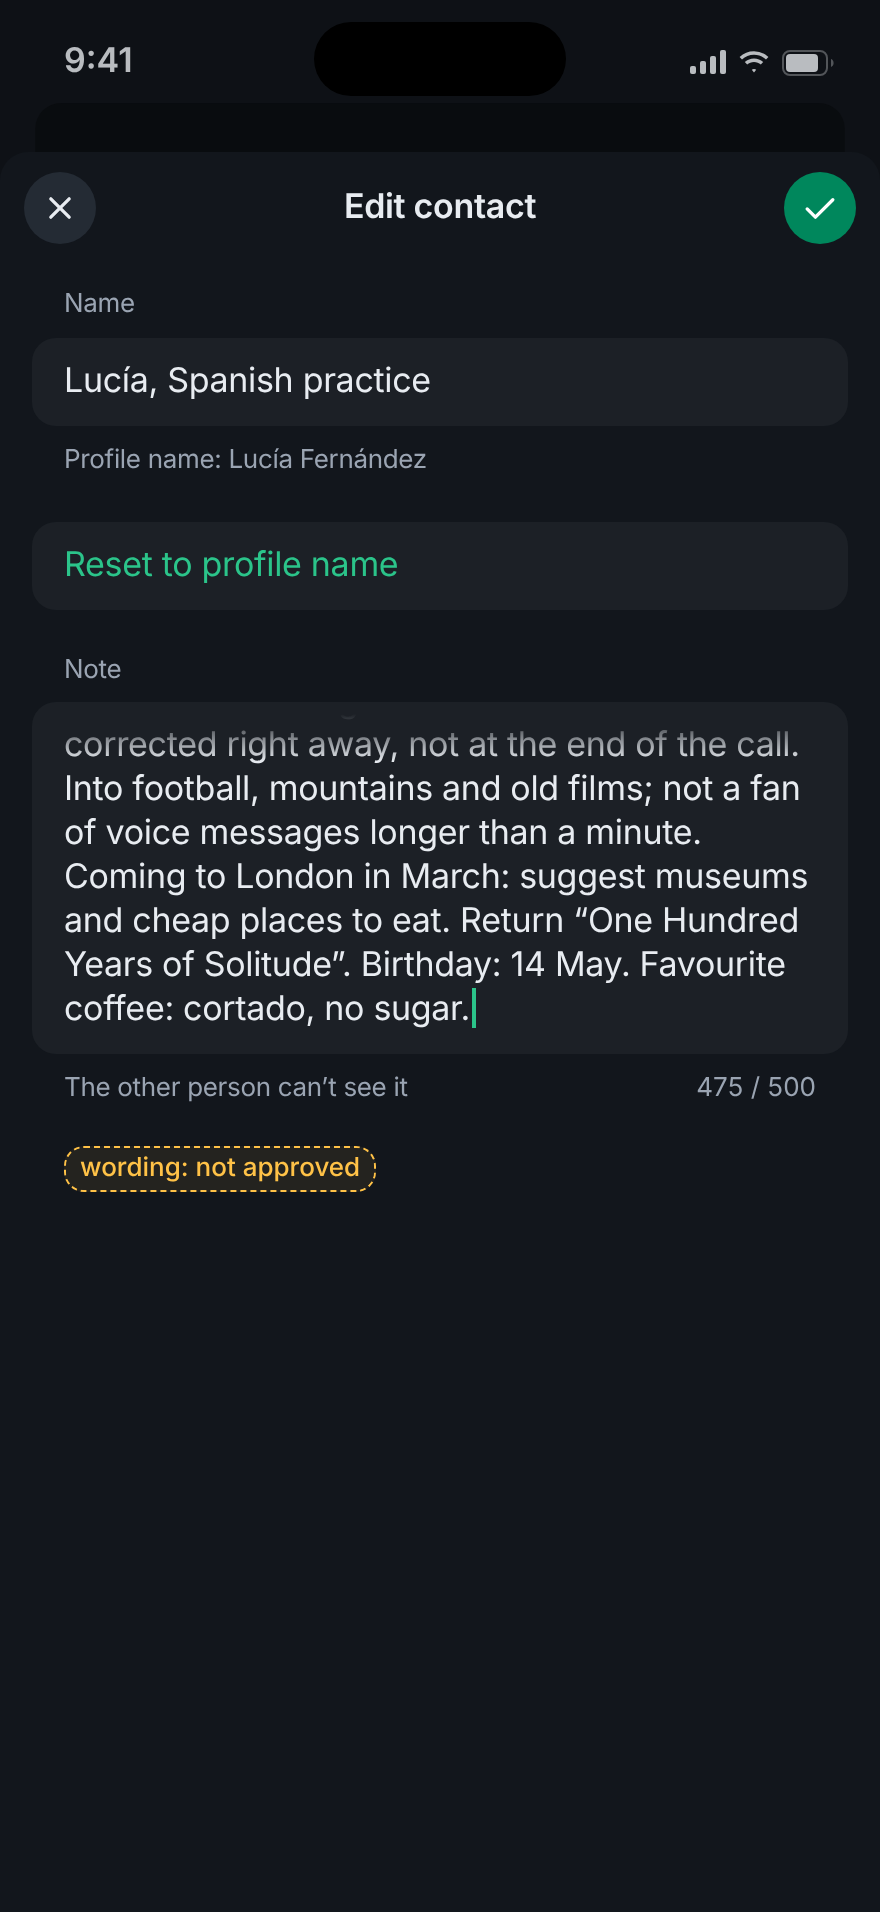 9:41
Edit contact
Name
Lucía, Spanish practice
Profile name: Lucía Fernández
Reset to profile name
Note
corrected right away, not at the end of the call.
Into football, mountains and old films; not a fan
of voice messages longer than a minute.
Coming to London in March: suggest museums
and cheap places to eat. Return “One Hundred
Years of Solitude”. Birthday: 14 May. Favourite
coffee: cortado, no sugar.
The other person can’t see it 475 / 500
wording: not approved